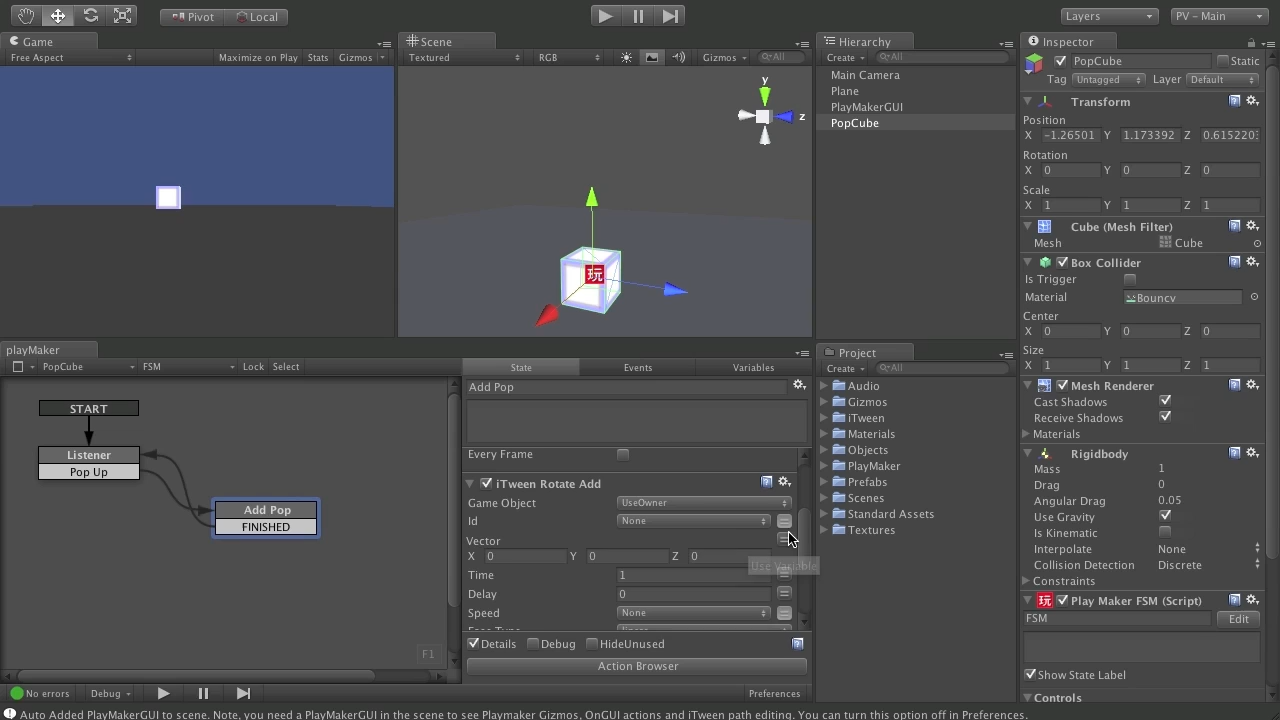 Pivot
Local
Layers
PV - Main
Game
Free Aspect
Maximize on Play
Stats
Gizmos
Scene
Textured
RGB
Gizmos
All
y
z
玩
Hierarchy
Create
All
Main Camera
Plane
PlayMakerGUI
PopCube
Inspector
PopCube
Static
Tag Untagged Layer Default
Transform
Position
X -1.26501 Y 1.173392 Z 0.615220
Rotation
X 0 Y 0 Z 0
Scale
X 1 Y 1 Z 1
Cube (Mesh Filter)
Mesh Cube
Box Collider
Is Trigger
Material Bouncy
Center
X 0 Y 0 Z 0
Size
X 1 Y 1 Z 1
Mesh Renderer
Cast Shadows
Receive Shadows
Materials
Rigidbody
Mass 1
Drag 0
Angular Drag 0.05
Use Gravity
Is Kinematic
Interpolate None
Collision Detection Discrete
Constraints
玩 Play Maker FSM (Script)
FSM Edit
Show State Label
Controls
playMaker
PopCube
FSM
Lock
Select
START
Listener
Pop Up
Add Pop
FINISHED
F1
State
Events
Variables
Add Pop
Every Frame
iTween Rotate Add
Game Object UseOwner
Id None
Vector
X 0 Y 0 Z 0
Use Variable
Time 1
Delay 0
Speed None
Details
Debug
HideUnused
Action Browser
No errors
Debug
Preferences
Project
Create
All
Audio
Gizmos
iTween
Materials
Objects
PlayMaker
Prefabs
Scenes
Standard Assets
Textures
Auto Added PlayMakerGUI to scene. Note, you need a PlayMakerGUI in the scene to see Playmaker Gizmos, OnGUI actions and iTween path editing. You can turn this option off in Preferences.